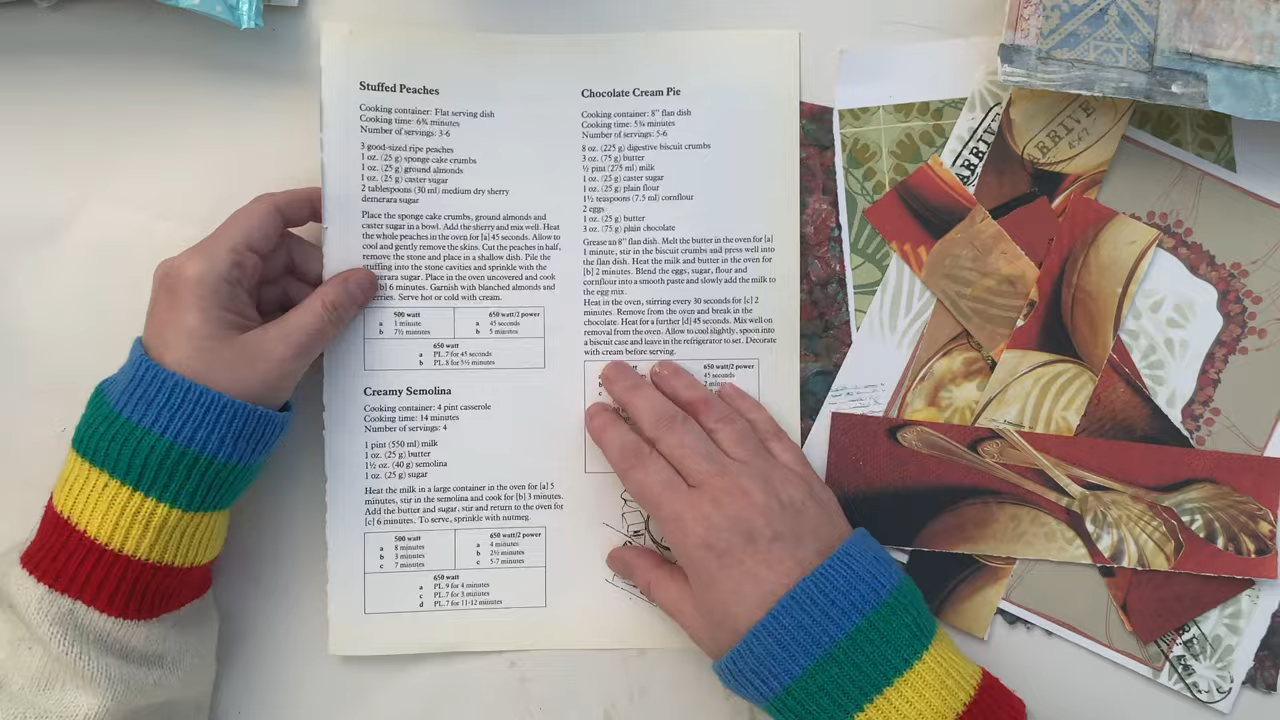 Stuffed Peaches
Cooking container: Flat serving dish
Cooking time: 6¾ minutes
Number of servings: 3-6
3 good-sized ripe peaches
1 oz. (25 g) sponge cake crumbs
1 oz. (25 g) ground almonds
1 oz. (25 g) caster sugar
2 tablespoons (30 ml) medium dry sherry
demerara sugar
Place the sponge cake crumbs, ground almonds and
caster sugar in a bowl. Add the sherry and mix well. Heat
the whole peaches in the oven for [a] 45 seconds. Allow to
cool and gently remove the skins. Cut the peaches in half,
remove the stone and place in a shallow dish. Pile the
stuffing into the stone cavities and sprinkle with the
sugar. Place in the oven uncovered and cook
6 minutes. Garnish with blanched almonds and
Serve hot or cold with cream.
500 watt
a 1 minute
b 7½ minutes
650 watt/2 power
a 45 seconds
b 5 minutes
650 watt
a PL.7 for 45 seconds
b PL.8 for 5½ minutes
Creamy Semolina
Cooking container: 4 pint casserole
Cooking time: 14 minutes
Number of servings: 4
1 pint (550 ml) milk
1 oz. (25 g) butter
1½ oz. (40 g) semolina
1 oz. (25 g) sugar
Heat the milk in a large container in the oven for [a] 5
minutes, stir in the semolina and cook for [b] 3 minutes.
Add the butter and sugar, stir and return to the oven for
[c] 6 minutes. To serve, sprinkle with nutmeg.
500 watt
a 8 minutes
b 3 minutes
c 7 minutes
650 watt/2 power
a 4 minutes
b 2½ minutes
c 5-7 minutes
650 watt
a PL.9 for 4 minutes
c PL.7 for 3 minutes
d PL.7 for 11-12 minutes
Chocolate Cream Pie
Cooking container: 8" flan dish
Cooking time: 5¾ minutes
Number of servings: 5-6
8 oz. (225 g) digestive biscuit crumbs
3 oz. (75 g) butter
½ pint (275 ml) milk
1 oz. (25 g) caster sugar
1 oz. (25 g) plain flour
1½ teaspoons (7.5 ml) cornflour
2 eggs
1 oz. (25 g) butter
3 oz. (75 g) plain chocolate
Grease an 8" flan dish. Melt the butter in the oven for [a]
1 minute, stir in the biscuit crumbs and press well into
the flan dish. Heat the milk and butter in the oven for
[b] 2 minutes. Blend the eggs, sugar, flour and
cornflour into a smooth paste and slowly add the milk to
the egg mix.
Heat in the oven, stirring every 30 seconds for [c] 2
minutes. Remove from the oven and break in the
chocolate. Heat for a further [d] 45 seconds. Mix well on
removal from the oven. Allow to cool slightly, spoon into
a biscuit case and leave in the refrigerator to set. Decorate
with cream before serving.
650 watt/2 power
45 seconds
ARRIVE
ARRIVE